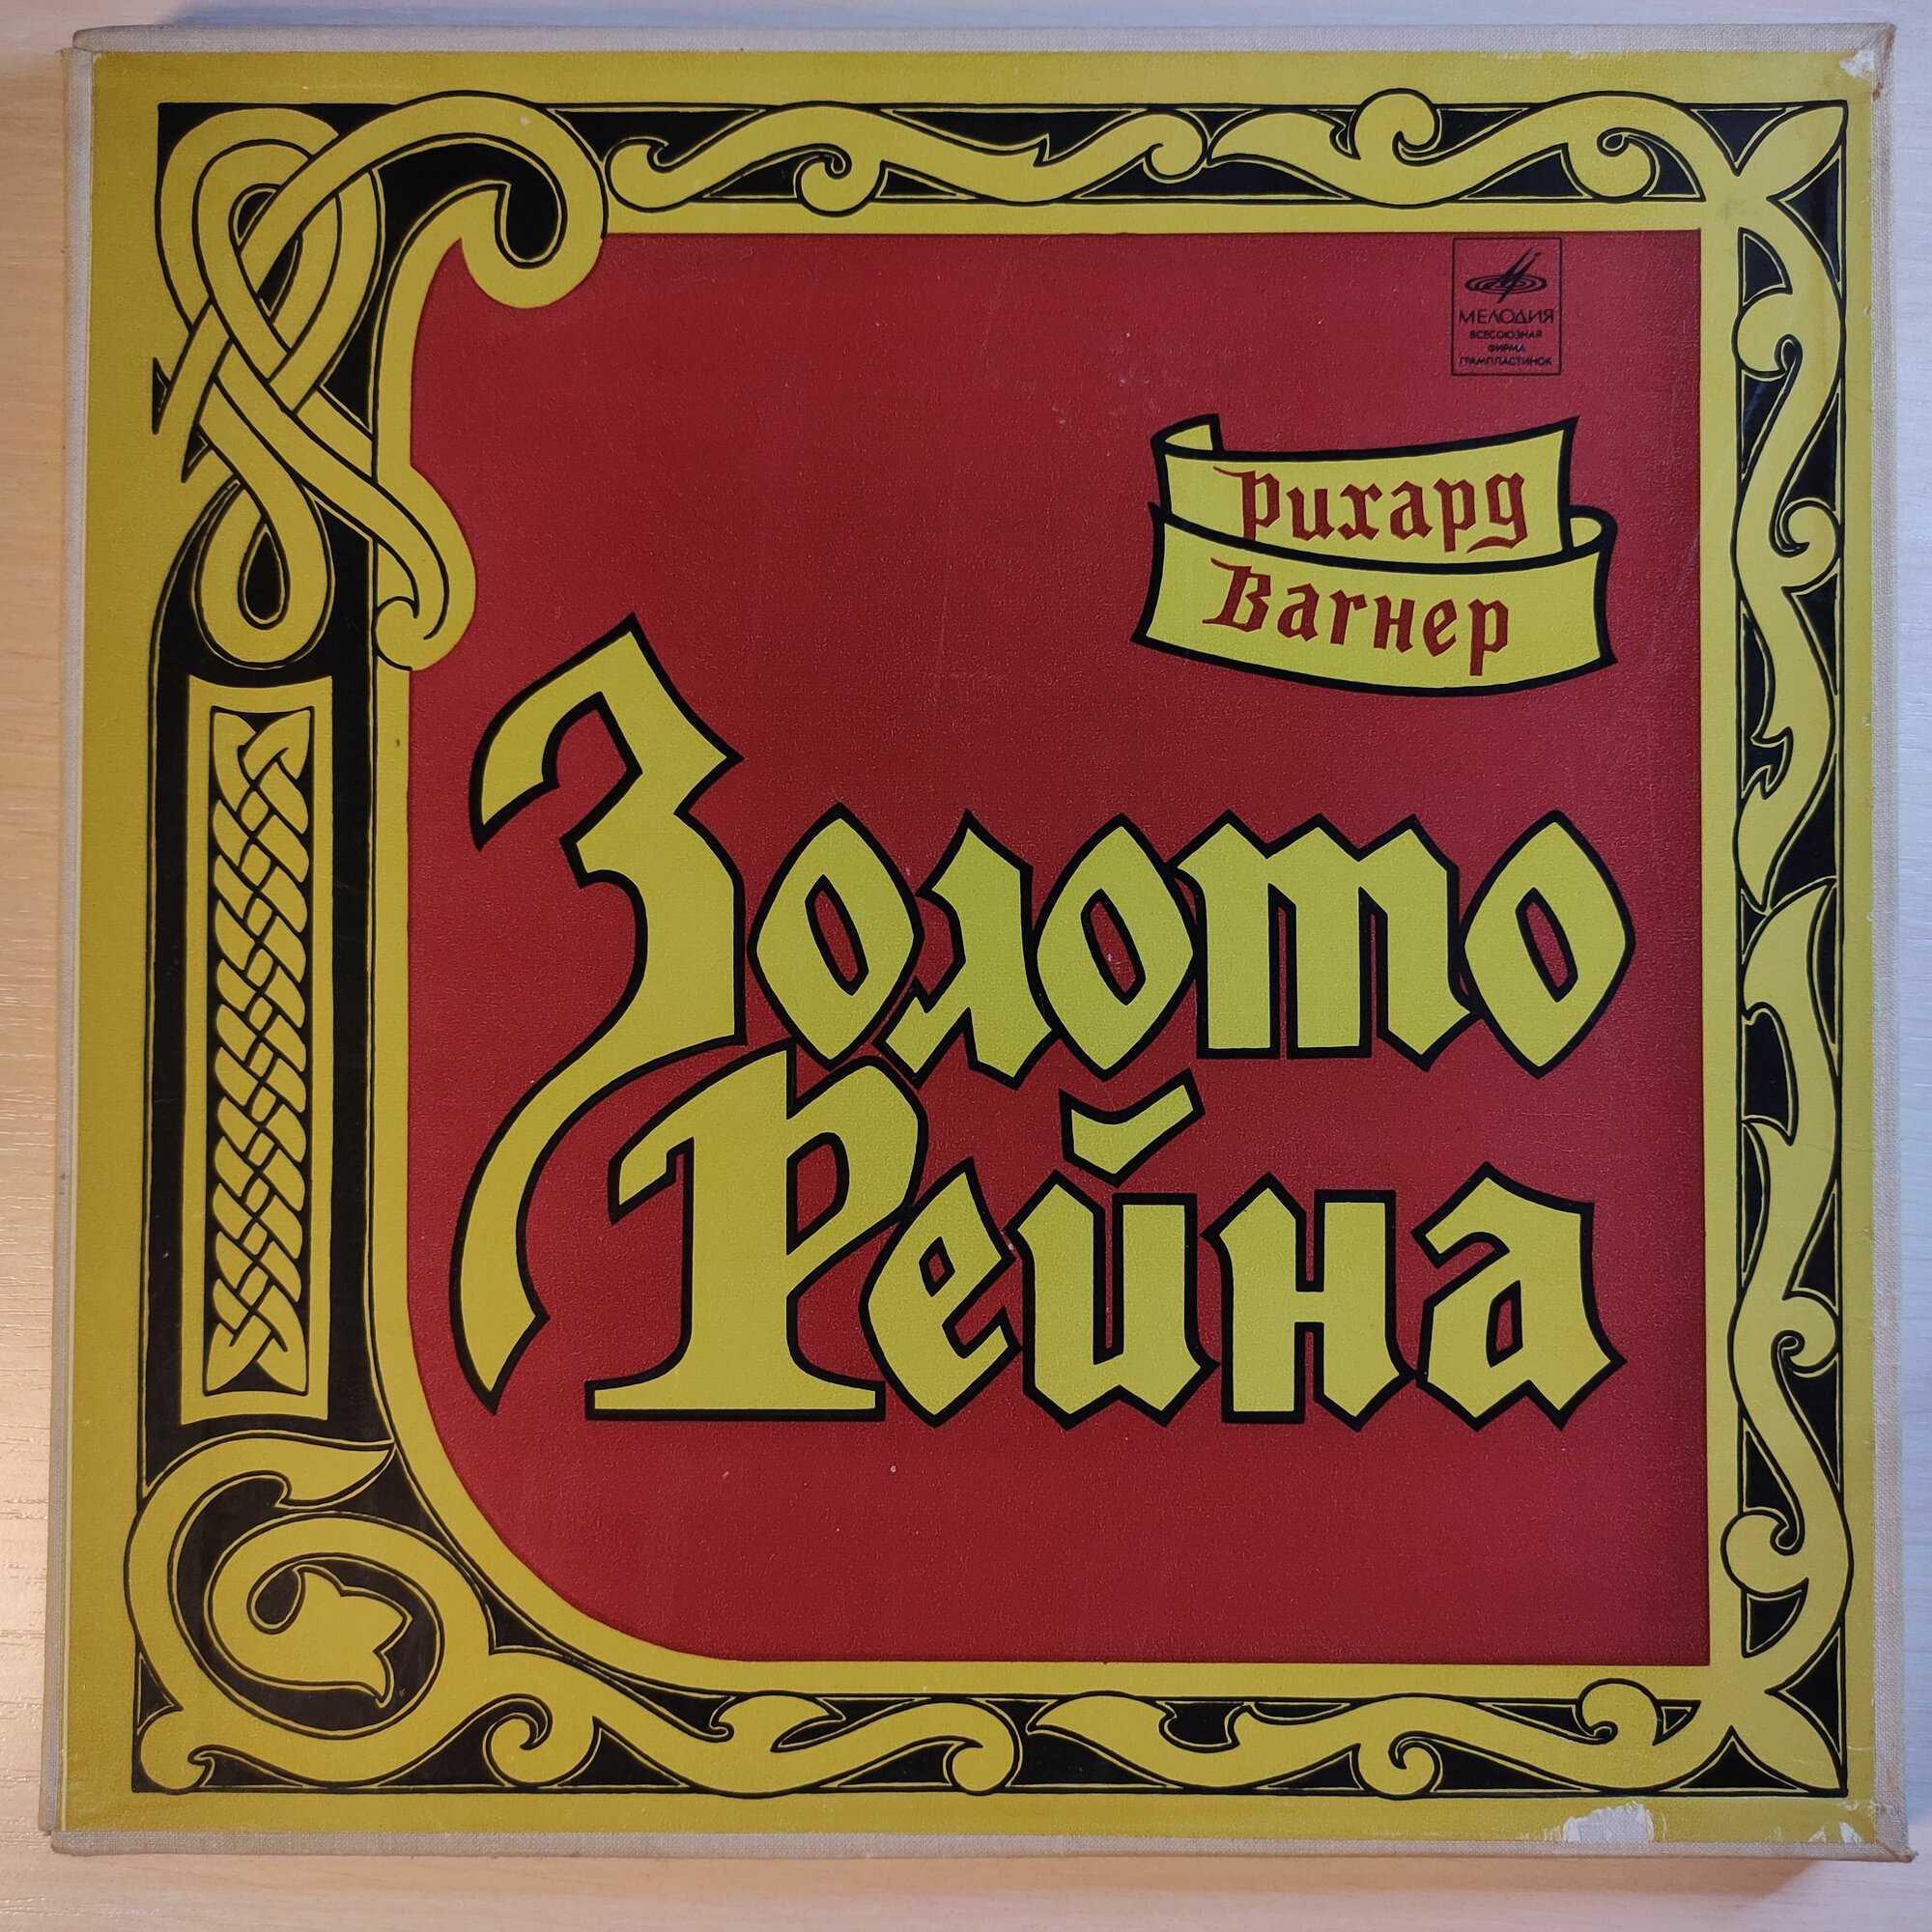 МЕЛОДИЯ
ВСЕСОЮЗНАЯ
ФИРМА
ГРАМПЛАСТИНОК
Рихард
Вагнер
Золото
Рейна